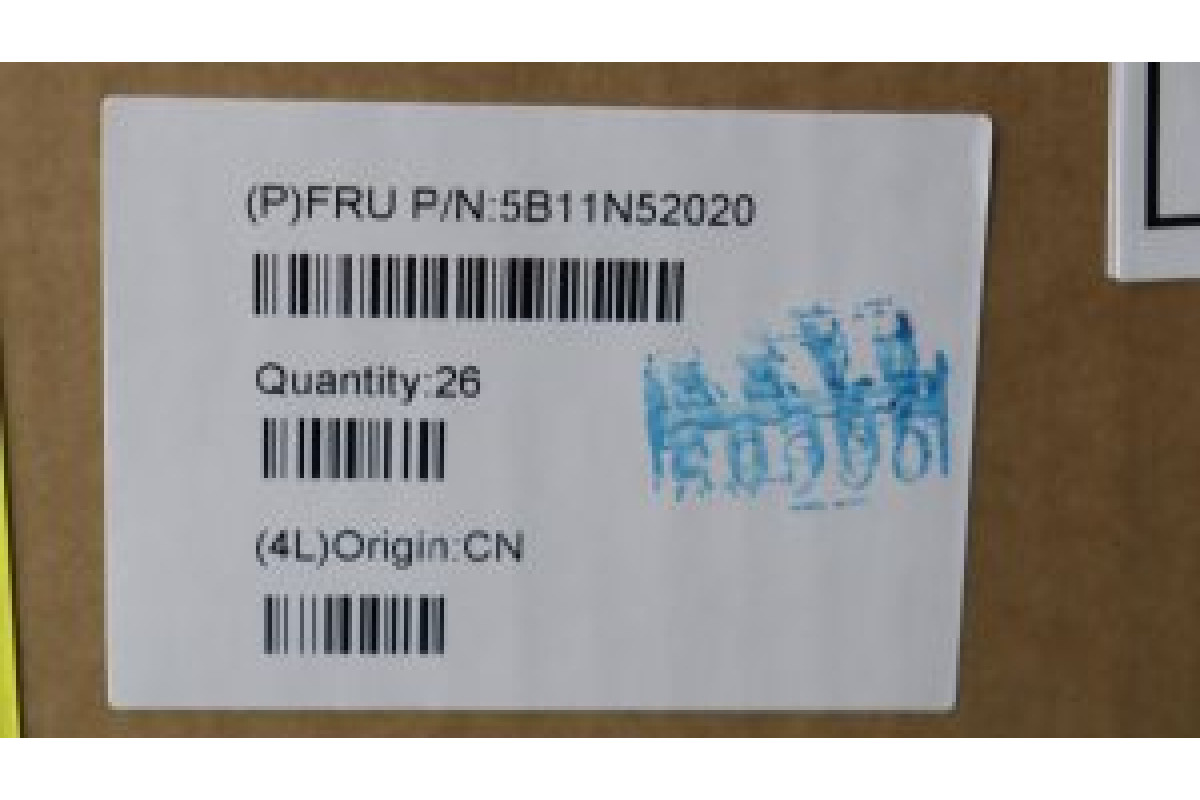 (P)FRU P/N:5B11N52020
Quantity:26
(4L)Origin:CN